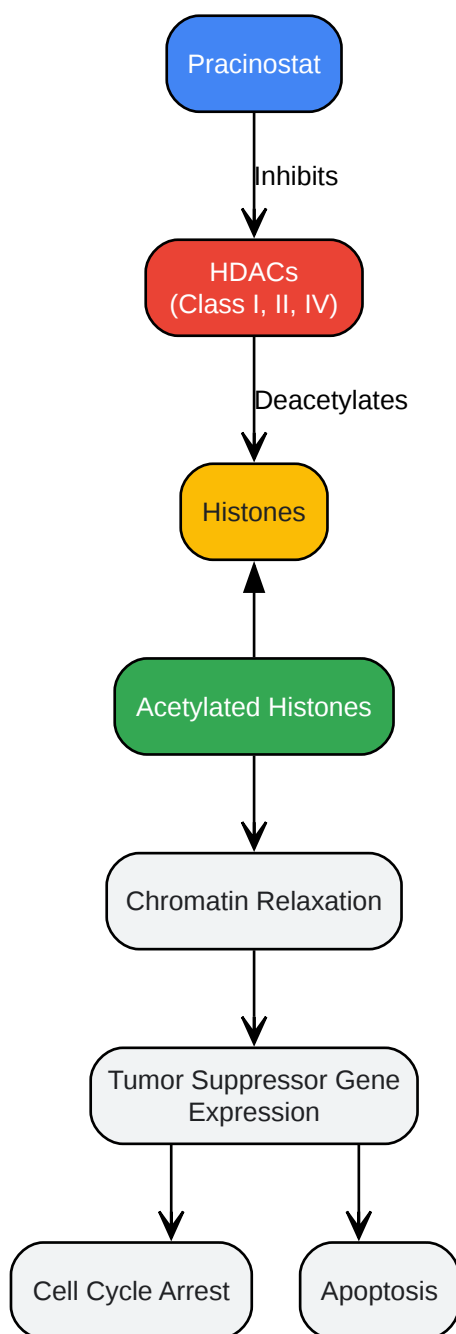 Pracinostat
Inhibits
HDACs
(Class I, II, IV)
Deacetylates
Histones
Acetylated Histones
Chromatin Relaxation
Tumor Suppressor Gene
Expression
Cell Cycle Arrest
Apoptosis